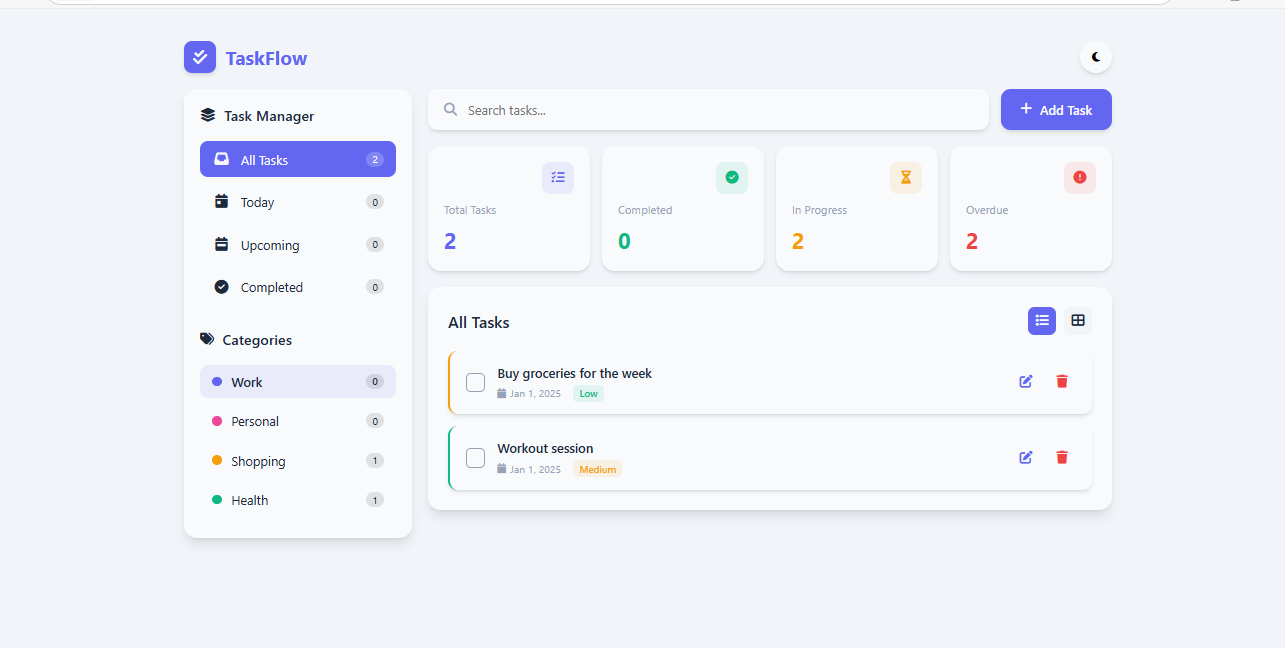 TaskFlow
Task Manager
All Tasks 2
Today 0
Upcoming 0
Completed 0
Categories
Work 0
Personal 0
Shopping 1
Health 1
Search tasks...
+ Add Task
Total Tasks
2
Completed
0
In Progress
2
Overdue
2
All Tasks
Buy groceries for the week
Jan 1, 2025 Low
Workout session
Jan 1, 2025 Medium